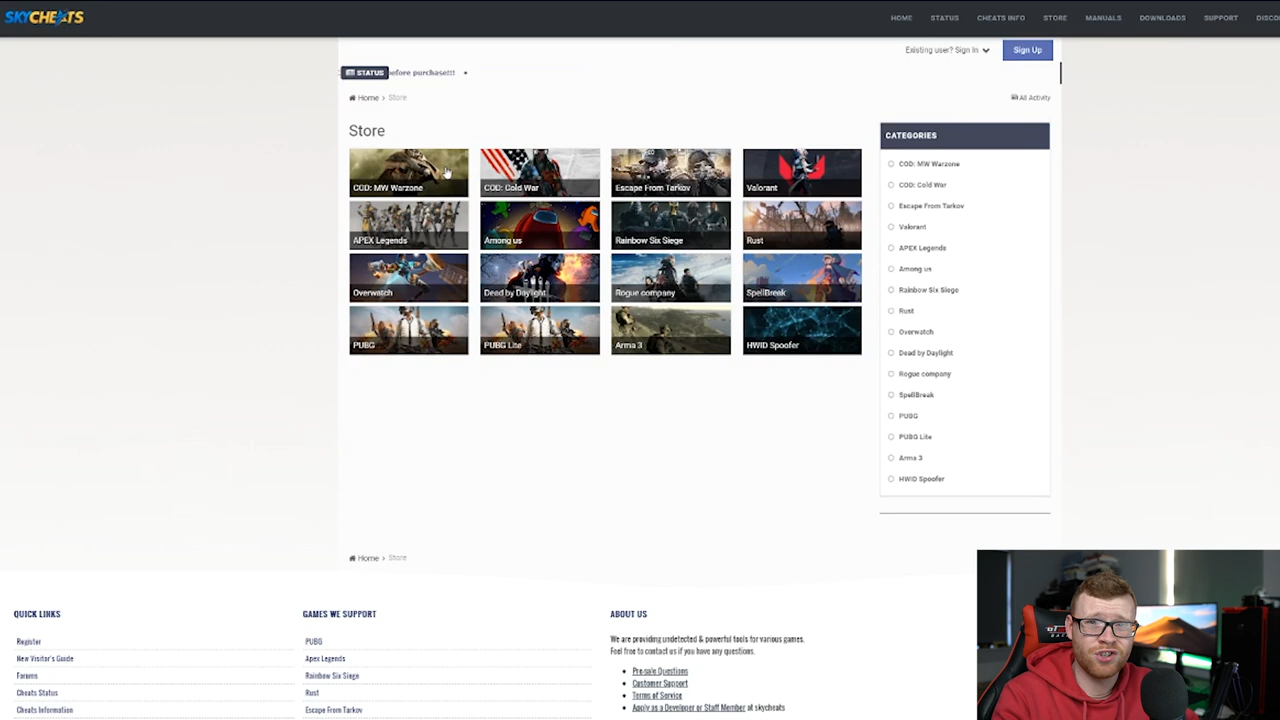 SKYCHEATS
HOME STATUS CHEATS INFO STORE MANUALS DOWNLOADS SUPPORT
Existing user? Sign In Sign Up
STATUS before purchase!!!
Home > Store
All Activity
Store
CATEGORIES
COD: MW Warzone
COD: Cold War
Escape From Tarkov
Valorant
APEX Legends
Among us
Rainbow Six Siege
Rust
Overwatch
Dead by Daylight
Rogue company
SpellBreak
PUBG
PUBG Lite
Arma 3
HWID Spoofer
COD: MW Warzone
COD: Cold War
Escape From Tarkov
Valorant
APEX Legends
Among us
Rainbow Six Siege
Rust
Overwatch
Dead by Daylight
Rogue company
SpellBreak
PUBG
PUBG Lite
Arma 3
HWID Spoofer
Home > Store
QUICK LINKS
Register
New Visitor's Guide
Forums
Cheats Status
Cheats Information
GAMES WE SUPPORT
PUBG
Apex Legends
Rainbow Six Siege
Rust
Escape From Tarkov
ABOUT US
We are providing undetected & powerful tools for various games.
Feel free to contact us if you have any questions.
Pre-sale Questions
Customer Support
Terms of Service
Apply as a Developer or Staff Member at skycheats